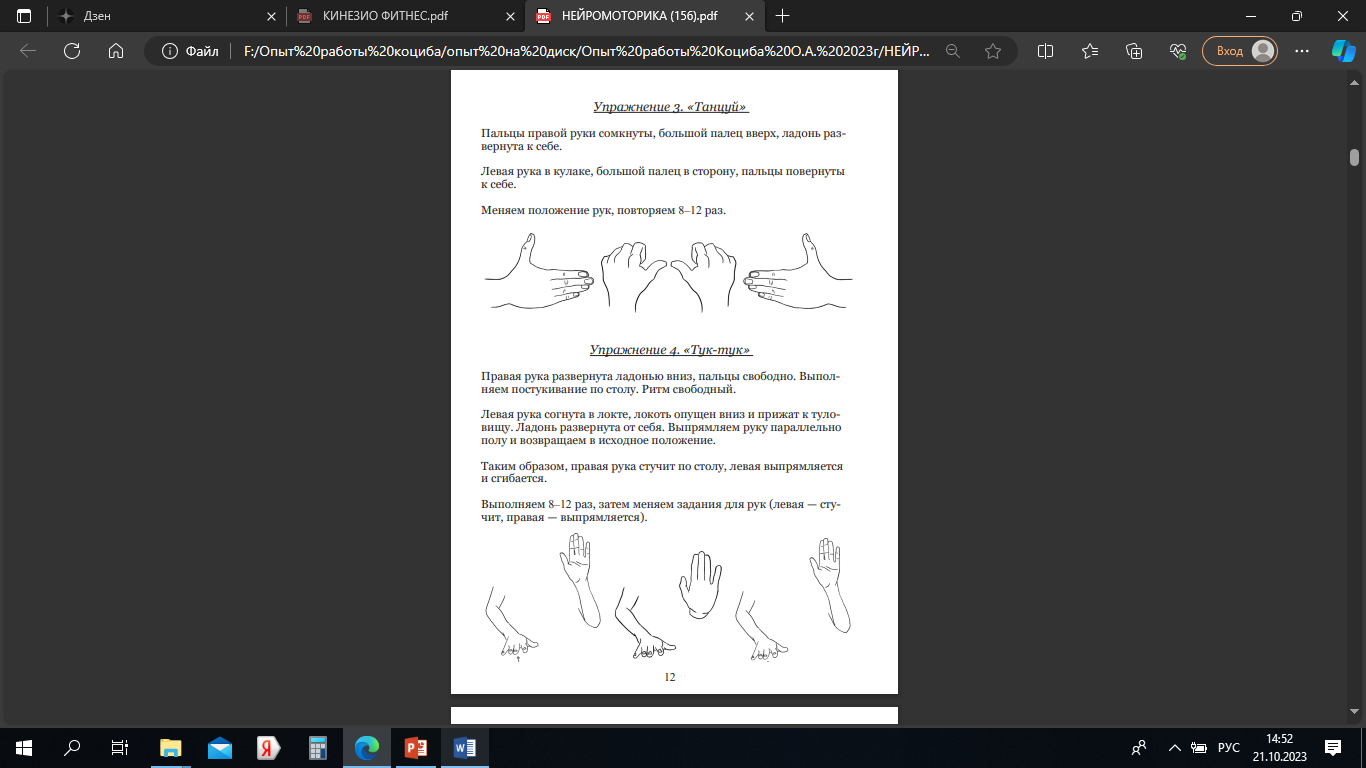 Дзен
КИНЕЗИО ФИТНЕС.pdf
НЕЙРОМОТОРИКА (156).pdf
Файл
F:/Опыт%20работы%20коциба/опыт%20на%20диск/Опыт%20работы%20Коциба%20О.А.%202023г/НЕЙР...
Вход
Упражнение 3. «Танцуй»
Пальцы правой руки сомкнуты, большой палец вверх, ладонь раз-
вернута к себе.
Левая рука в кулаке, большой палец в сторону, пальцы повернуты
к себе.
Меняем положение рук, повторяем 8–12 раз.
Упражнение 4. «Тук-тук»
Правая рука развернута ладонью вниз, пальцы свободно. Выпол-
няем постукивание по столу. Ритм свободный.
Левая рука согнута в локте, локоть опущен вниз и прижат к туло-
вищу. Ладонь развернута от себя. Выпрямляем руку параллельно
полу и возвращаем в исходное положение.
Таким образом, правая рука стучит по столу, левая выпрямляется
и сгибается.
Выполняем 8–12 раз, затем меняем задания для рук (левая — сту-
чит, правая — выпрямляется).
12
РУС
14:52
21.10.2023